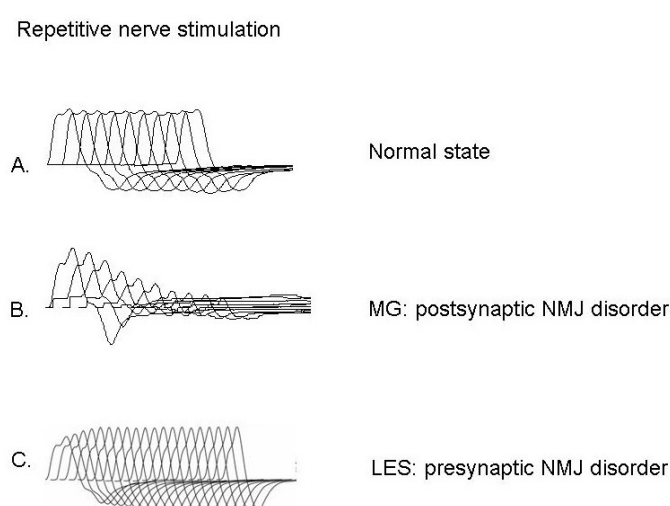 Repetitive nerve stimulation
A.
Normal state
B.
MG: postsynaptic NMJ disorder
C.
LES: presynaptic NMJ disorder